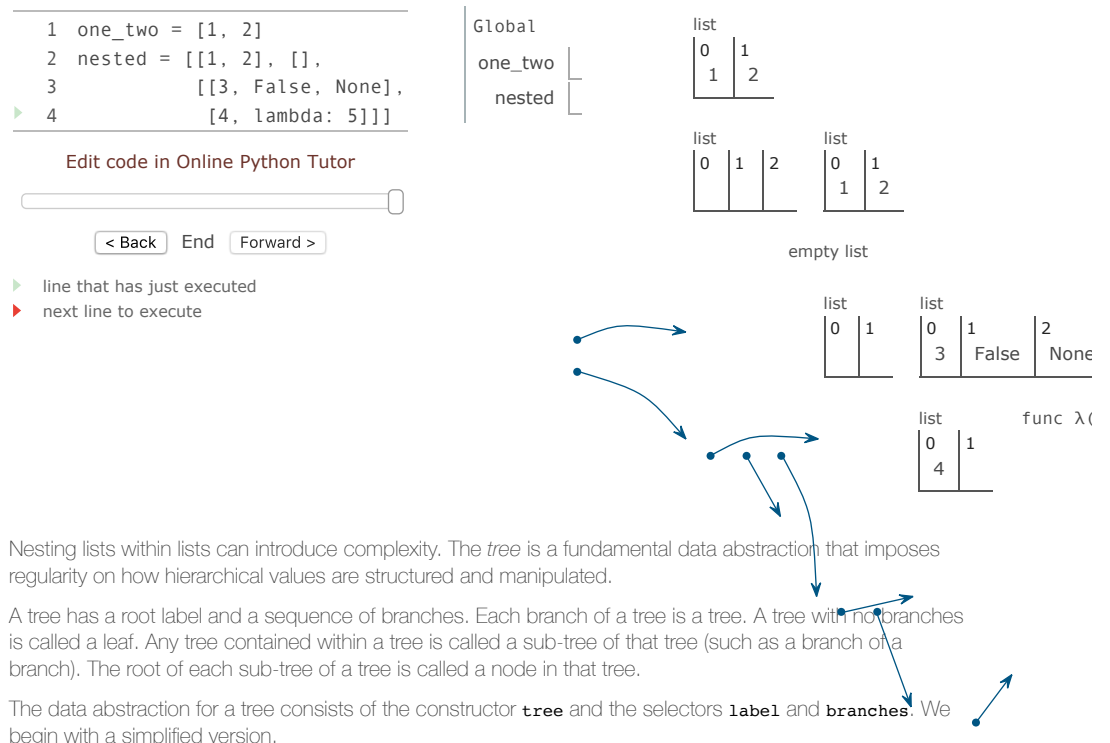 1 one_two = [1, 2]
2 nested = [[1, 2], [],
3 [[3, False, None],
4 [4, lambda: 5]]]
Edit code in Online Python Tutor
< Back End Forward >
line that has just executed
next line to execute
Global
one_two
nested
list
0 1
1 2
list
0 1 2
list
0 1
1 2
empty list
list
0 1
list
0 1 2
3 False None
list
0 1
4
func λ(
Nesting lists within lists can introduce complexity. The tree is a fundamental data abstraction that imposes
regularity on how hierarchical values are structured and manipulated.
A tree has a root label and a sequence of branches. Each branch of a tree is a tree. A tree with no branches
is called a leaf. Any tree contained within a tree is called a sub-tree of that tree (such as a branch of a
branch). The root of each sub-tree of a tree is called a node in that tree.
The data abstraction for a tree consists of the constructor tree and the selectors label and branches. We
begin with a simplified version.